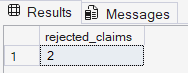 Results Messages
rejected_claims
1 2